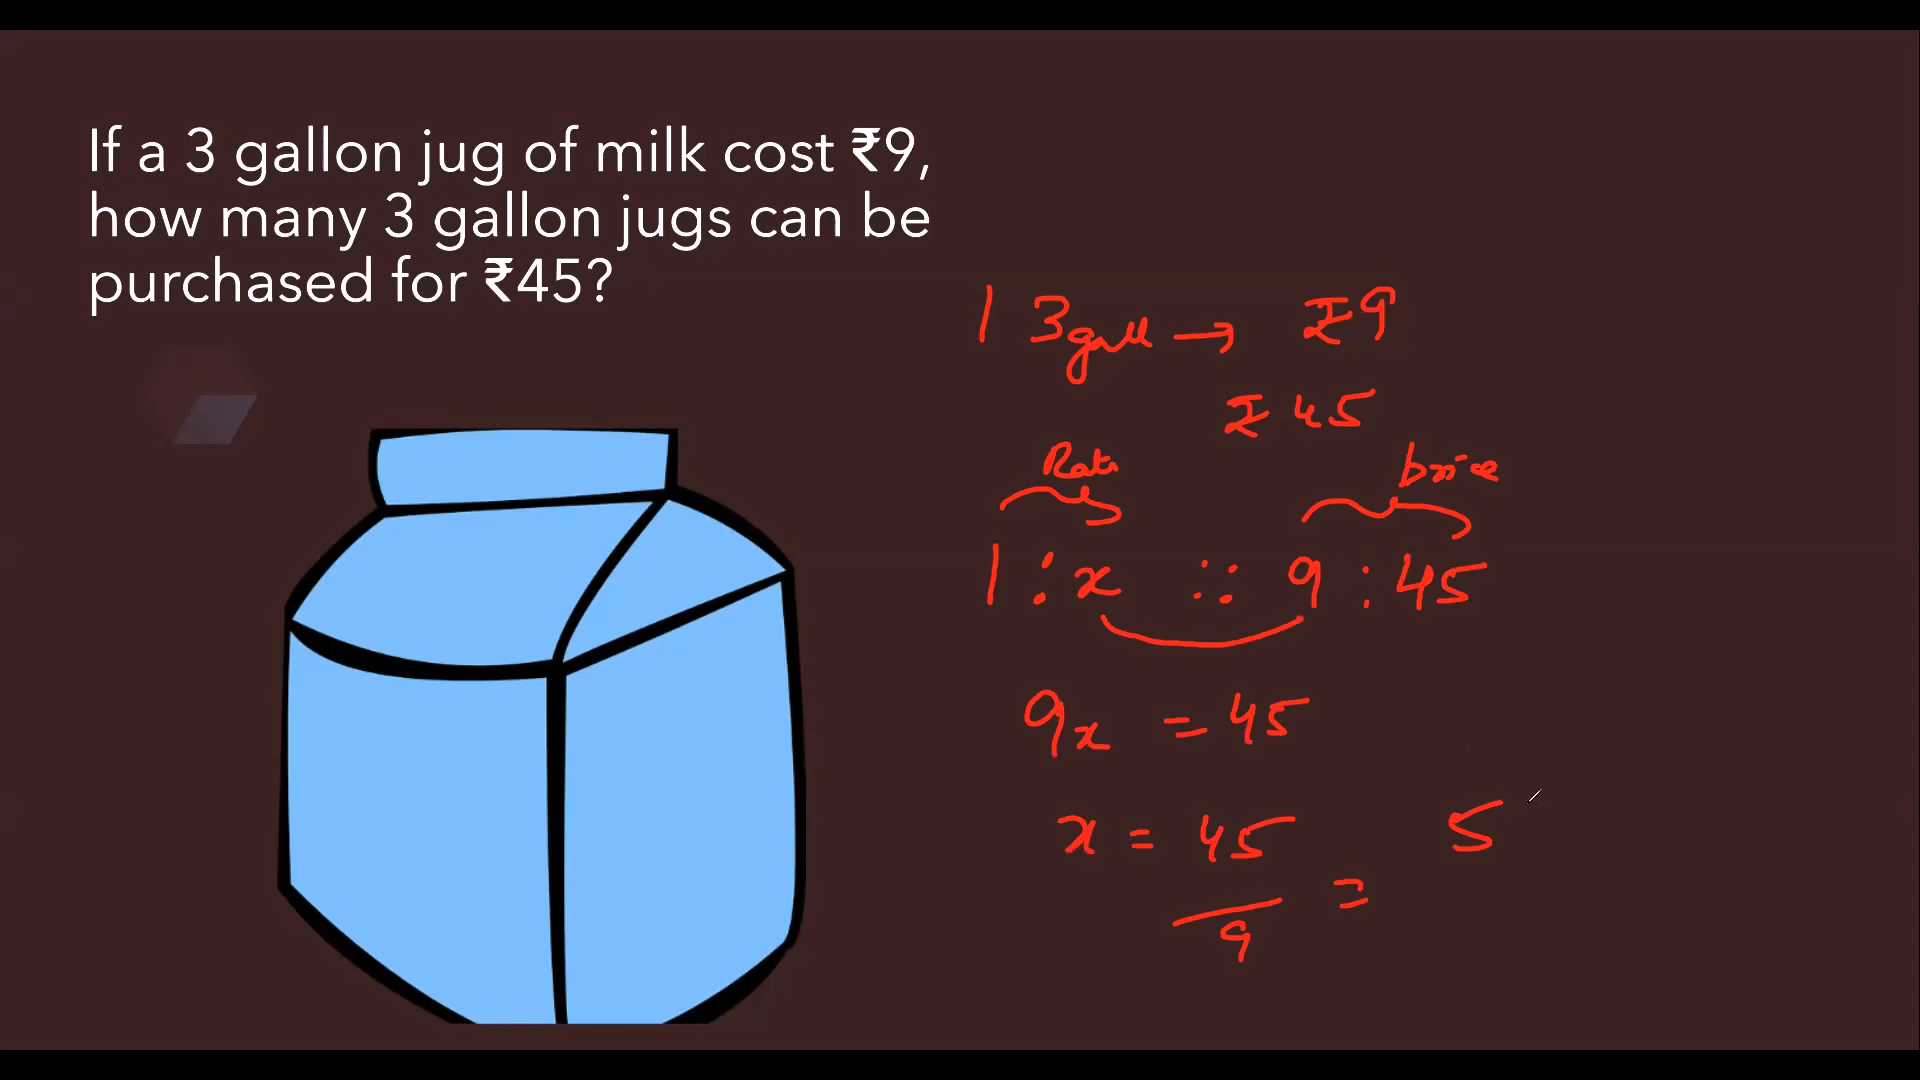 If a 3 gallon jug of milk cost ₹9,
how many 3 gallon jugs can be
purchased for ₹45?
1 3gall → ₹9
₹45
price
1 : x :: 9 : 45
9x = 45
x = 45
5
=
9